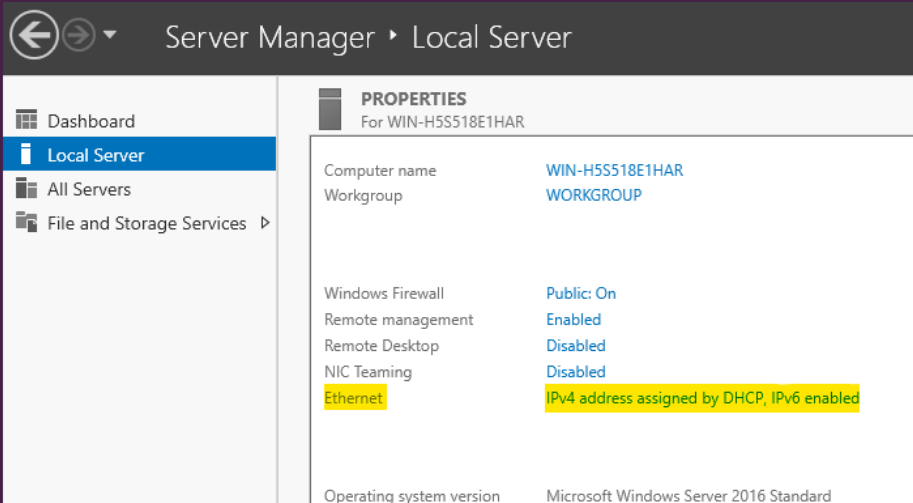 Server Manager ‣ Local Server
Dashboard
Local Server
All Servers
File and Storage Services
PROPERTIES
For WIN-H5S518E1HAR
Computer name WIN-H5S518E1HAR
Workgroup WORKGROUP
Windows Firewall Public: On
Remote management Enabled
Remote Desktop Disabled
NIC Teaming Disabled
Ethernet IPv4 address assigned by DHCP, IPv6 enabled
Operating system version Microsoft Windows Server 2016 Standard